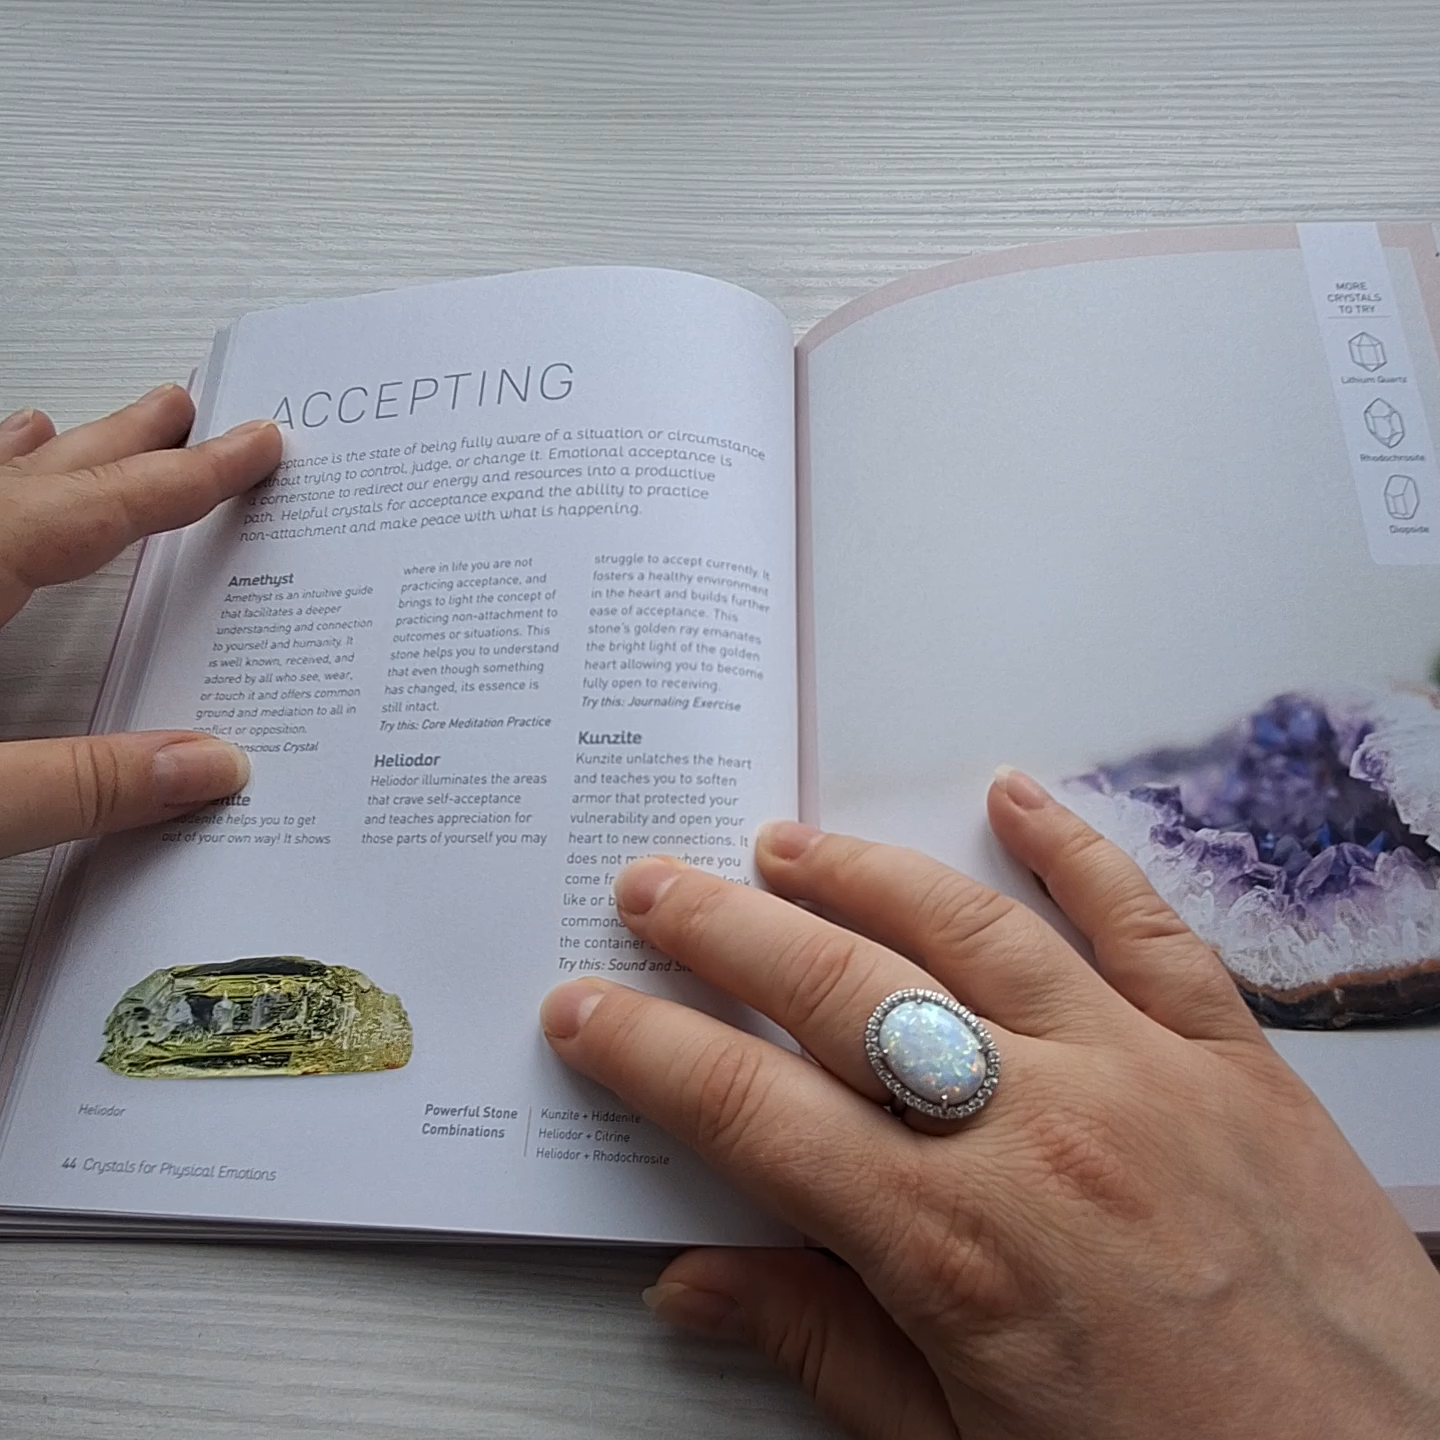 ACCEPTING
is the state of being fully aware of a situation or circumstance
trying to control, judge, or change it. Emotional acceptance is
a cornerstone to redirect our energy and resources into a productive
path. Helpful crystals for acceptance expand the ability to practice
non-attachment and make peace with what is happening.
Amethyst
Amethyst is an intuitive guide
that facilitates a deeper
understanding and connection
to yourself and humanity. It
is well known, received, and
adored by all who see, wear,
or touch it and offers common
ground and mediation to all in
conflict or opposition.
Conscious Crystal
helps you to get
out of your own way! It shows
where in life you are not
practicing acceptance, and
brings to light the concept of
practicing non-attachment to
outcomes or situations. This
stone helps you to understand
that even though something
has changed, its essence is
still intact.
Try this: Core Meditation Practice
Heliodor
Heliodor illuminates the areas
that crave self-acceptance
and teaches appreciation for
those parts of yourself you may
struggle to accept currently. It
fosters a healthy environment
in the heart and builds further
ease of acceptance. This
stone's golden ray emanates
the bright light of the golden
heart allowing you to become
fully open to receiving.
Try this: Journaling Exercise
Kunzite
Kunzite unlatches the heart
and teaches you to soften
armor that protected your
vulnerability and open your
heart to new connections. It
does not where you
come
like or
the container
Try this: Sound and
Heliodor
Powerful Stone
Combinations
Kunzite + Hiddenite
Heliodor + Citrine
Heliodor + Rhodochrosite
44 Crystals for Physical Emotions
MORE
CRYSTALS
TO TRY
Lithium Quartz
Rhodochrosite
Diopside